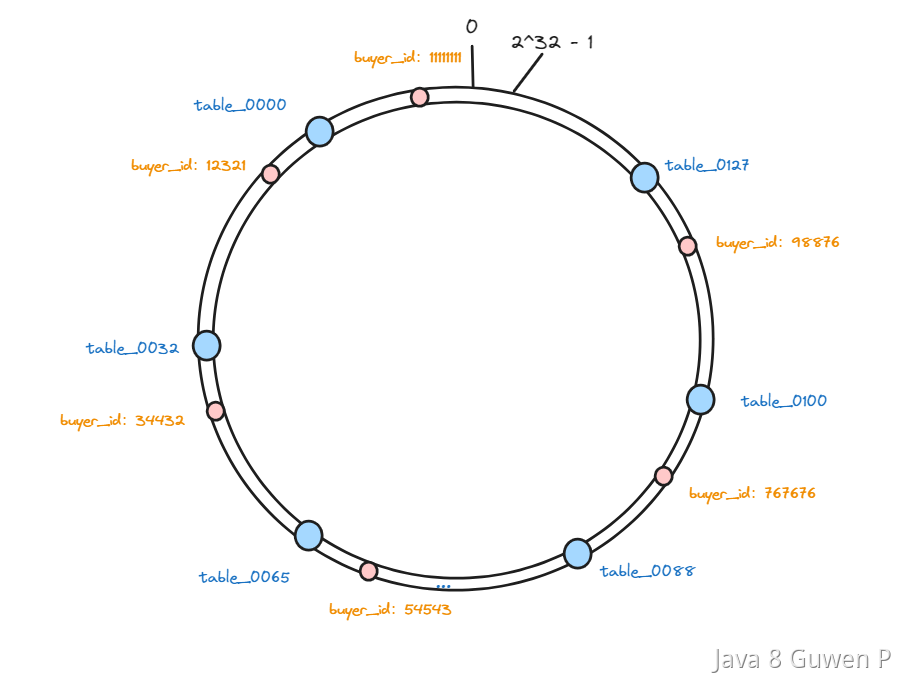 0
2^32 - 1
buyer_id: 11111111
table_0000
buyer_id: 12321
table_0127
buyer_id: 98876
table_0032
table_0100
buyer_id: 34432
buyer_id: 767676
table_0065
table_0088
...
buyer_id: 54543
Java 8 Guwen P